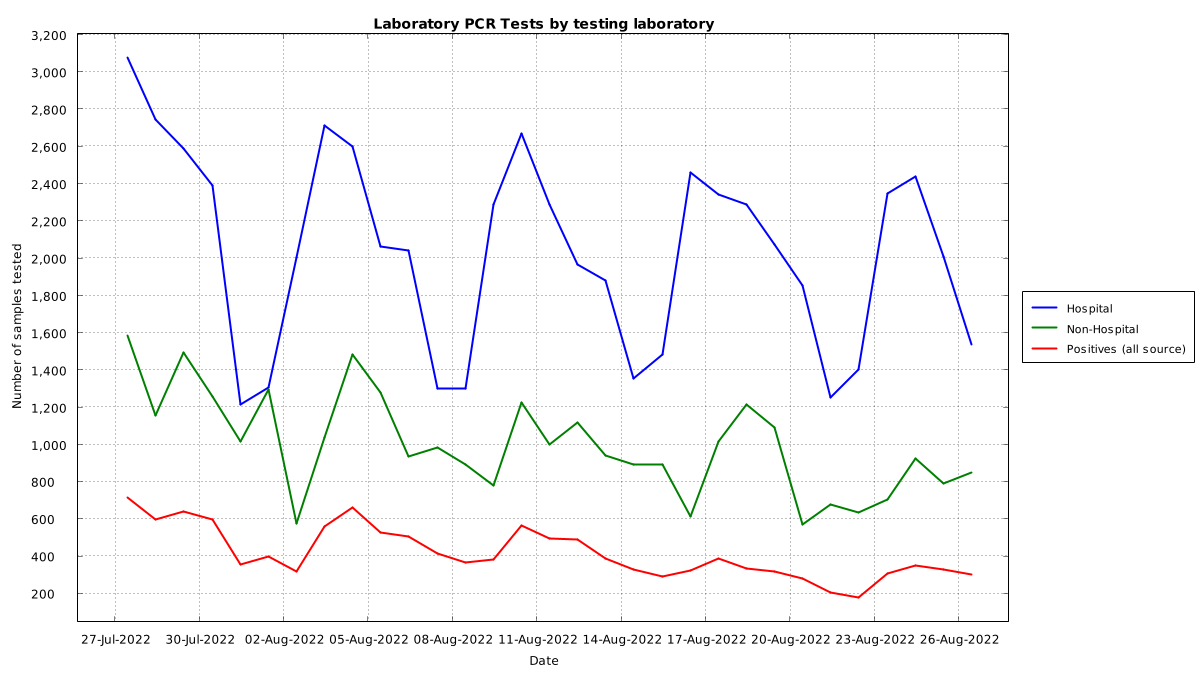 Laboratory PCR Tests by testing laboratory
3,200
3,000
2,800
2,600
2,400
2,200
2,000
1,800
1,600
1,400
1,200
1,000
800
600
400
200
Number of samples tested
27-Jul-2022 30-Jul-2022 02-Aug-2022 05-Aug-2022 08-Aug-2022 11-Aug-2022 14-Aug-2022 17-Aug-2022 20-Aug-2022 23-Aug-2022 26-Aug-2022
Date
Hospital
Non-Hospital
Positives (all source)